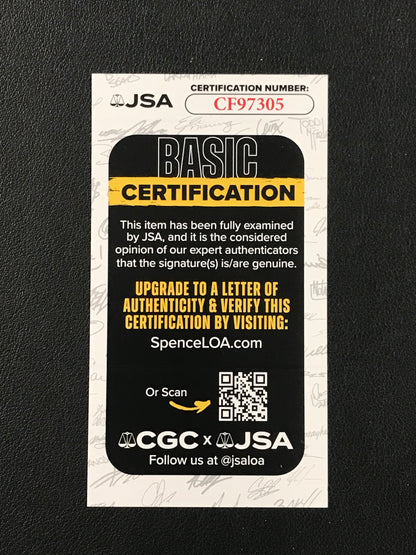 JSA
CERTIFICATION NUMBER:
CF97305
BASIC
CERTIFICATION
This item has been fully examined
by JSA, and it is the considered
opinion of our expert authenticators
that the signature(s) is/are genuine.
UPGRADE TO A LETTER OF
AUTHENTICITY & VERIFY THIS
CERTIFICATION BY VISITING:
SpenceLOA.com
Or Scan
CGC x JSA
Follow us at @jsaloa